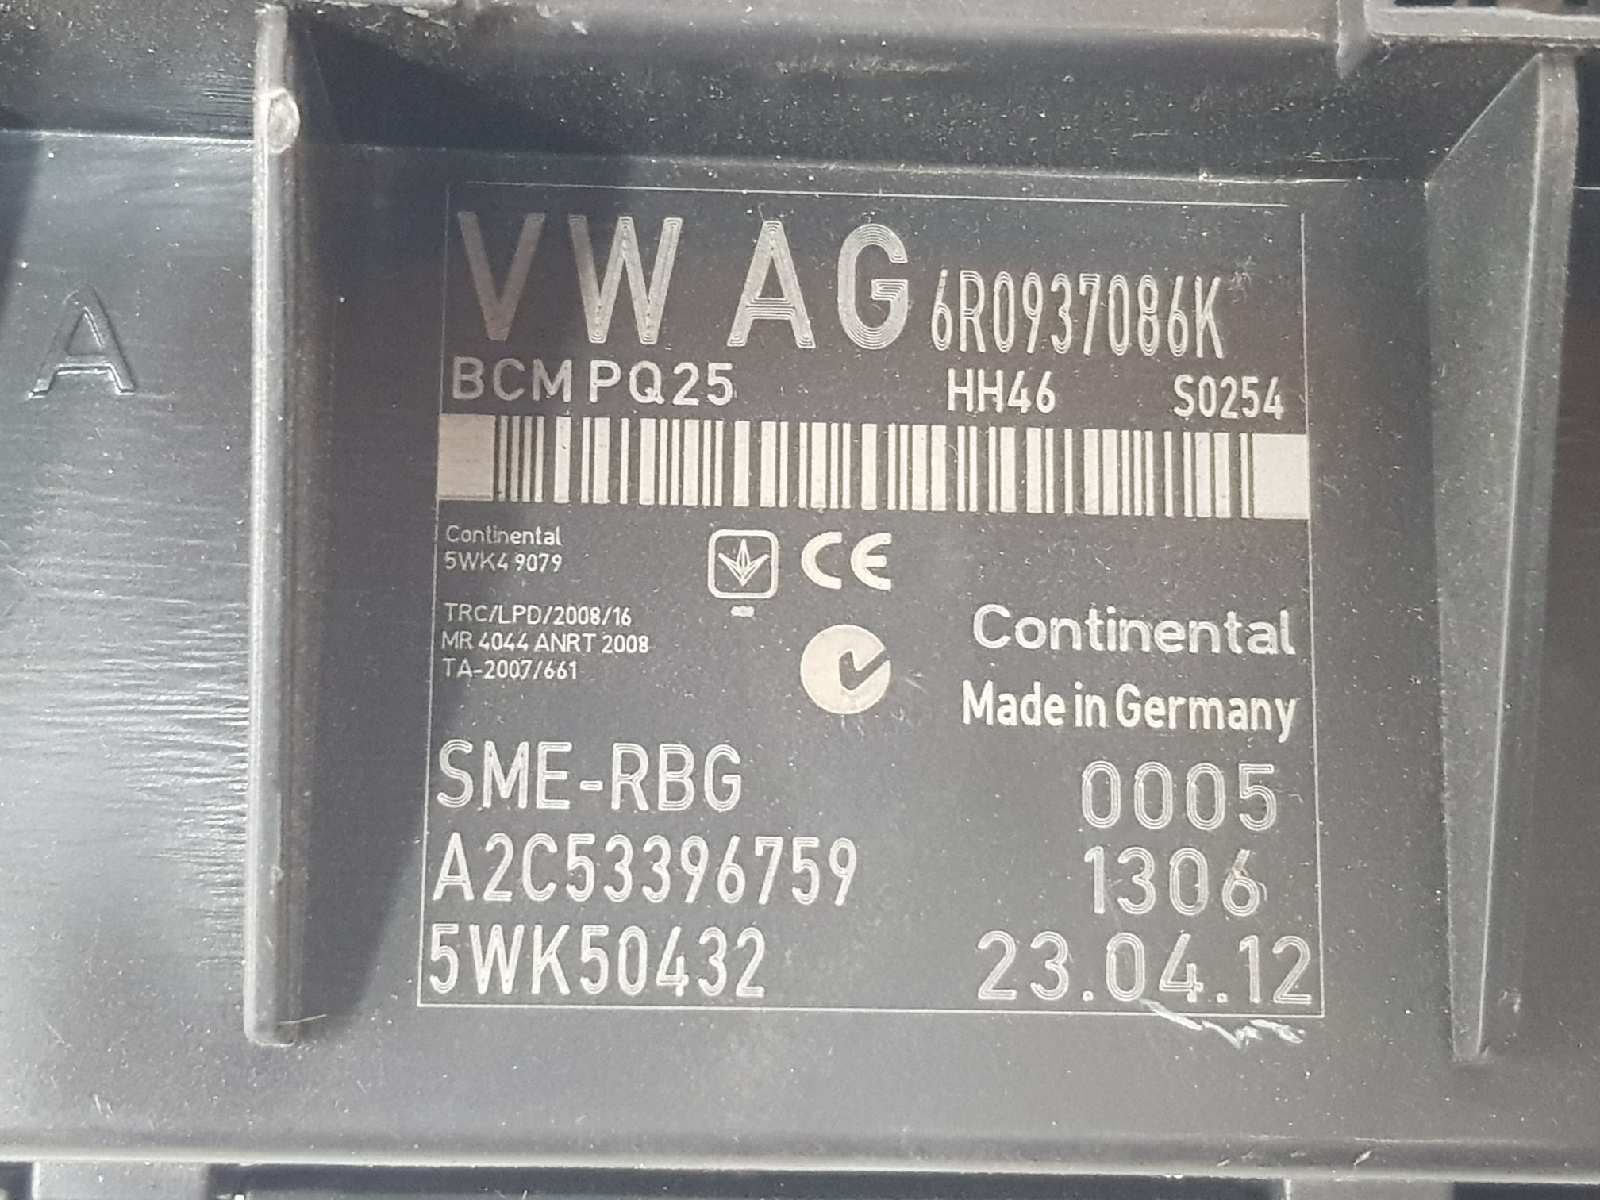 A
VW AG 6R0937086K
BCM PQ25 HH46 S0254
Continental
5WK4 9079
CE
TRC/LPD/2008/16
MR 4044 ANRT 2008
TA-2007/661
Continental
Made in Germany
SME-RBG 0005
A2C53396759 1306
5WK50432 23.04.12